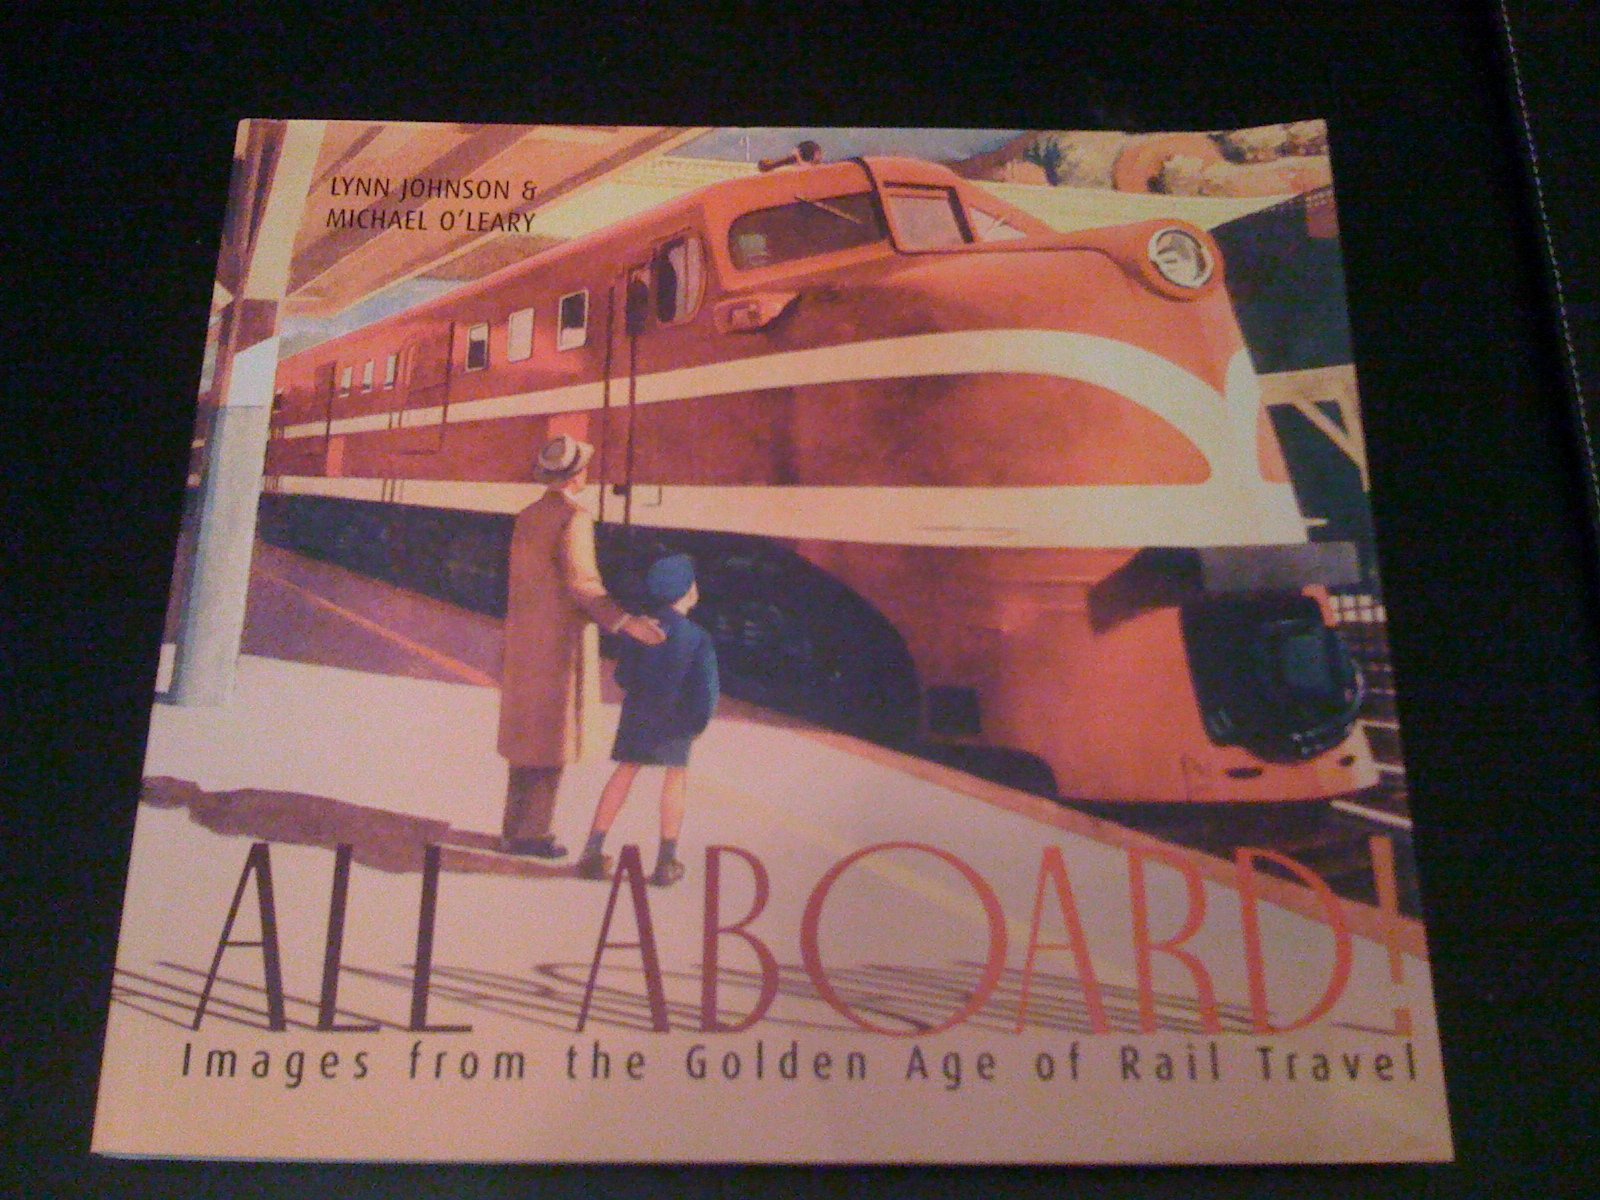 LYNN JOHNSON &
MICHAEL O'LEARY
ALL ABOARD!
Images from the Golden Age of Rail Travel